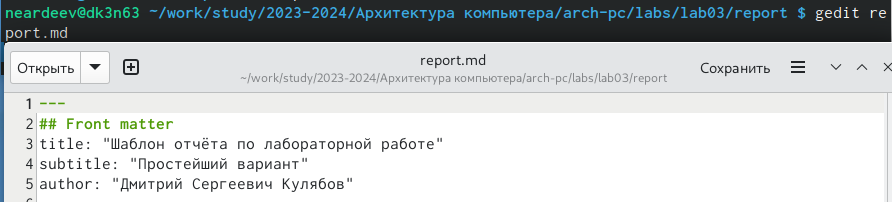 neardeev@dk3n63 ~/work/study/2023-2024/Архитектура компьютера/arch-pc/labs/lab03/report $ gedit re
port.md
Открыть
report.md
~/work/study/2023-2024/Архитектура компьютера/arch-pc/labs/lab03/report
Сохранить
1 ---
2 ## Front matter
3 title: "Шаблон отчёта по лабораторной работе"
4 subtitle: "Простейший вариант"
5 author: "Дмитрий Сергеевич Кулябов"